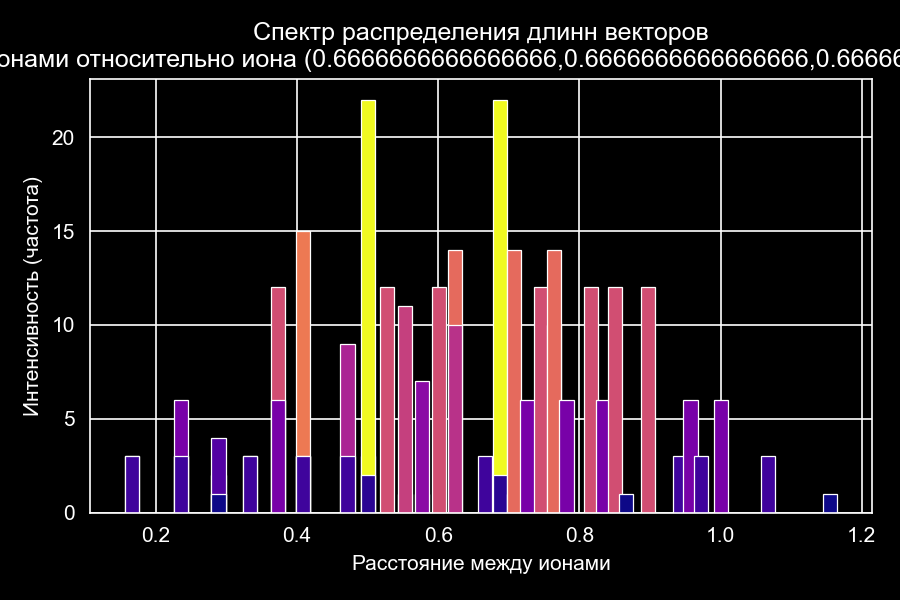 Спектр распределения длинн векторов
онами относительно иона (0.6666666666666666,0.6666666666666666,0.66666
Интенсивность (частота)
20
15
10
5
0
0.2 0.4 0.6 0.8 1.0 1.2
Расстояние между ионами